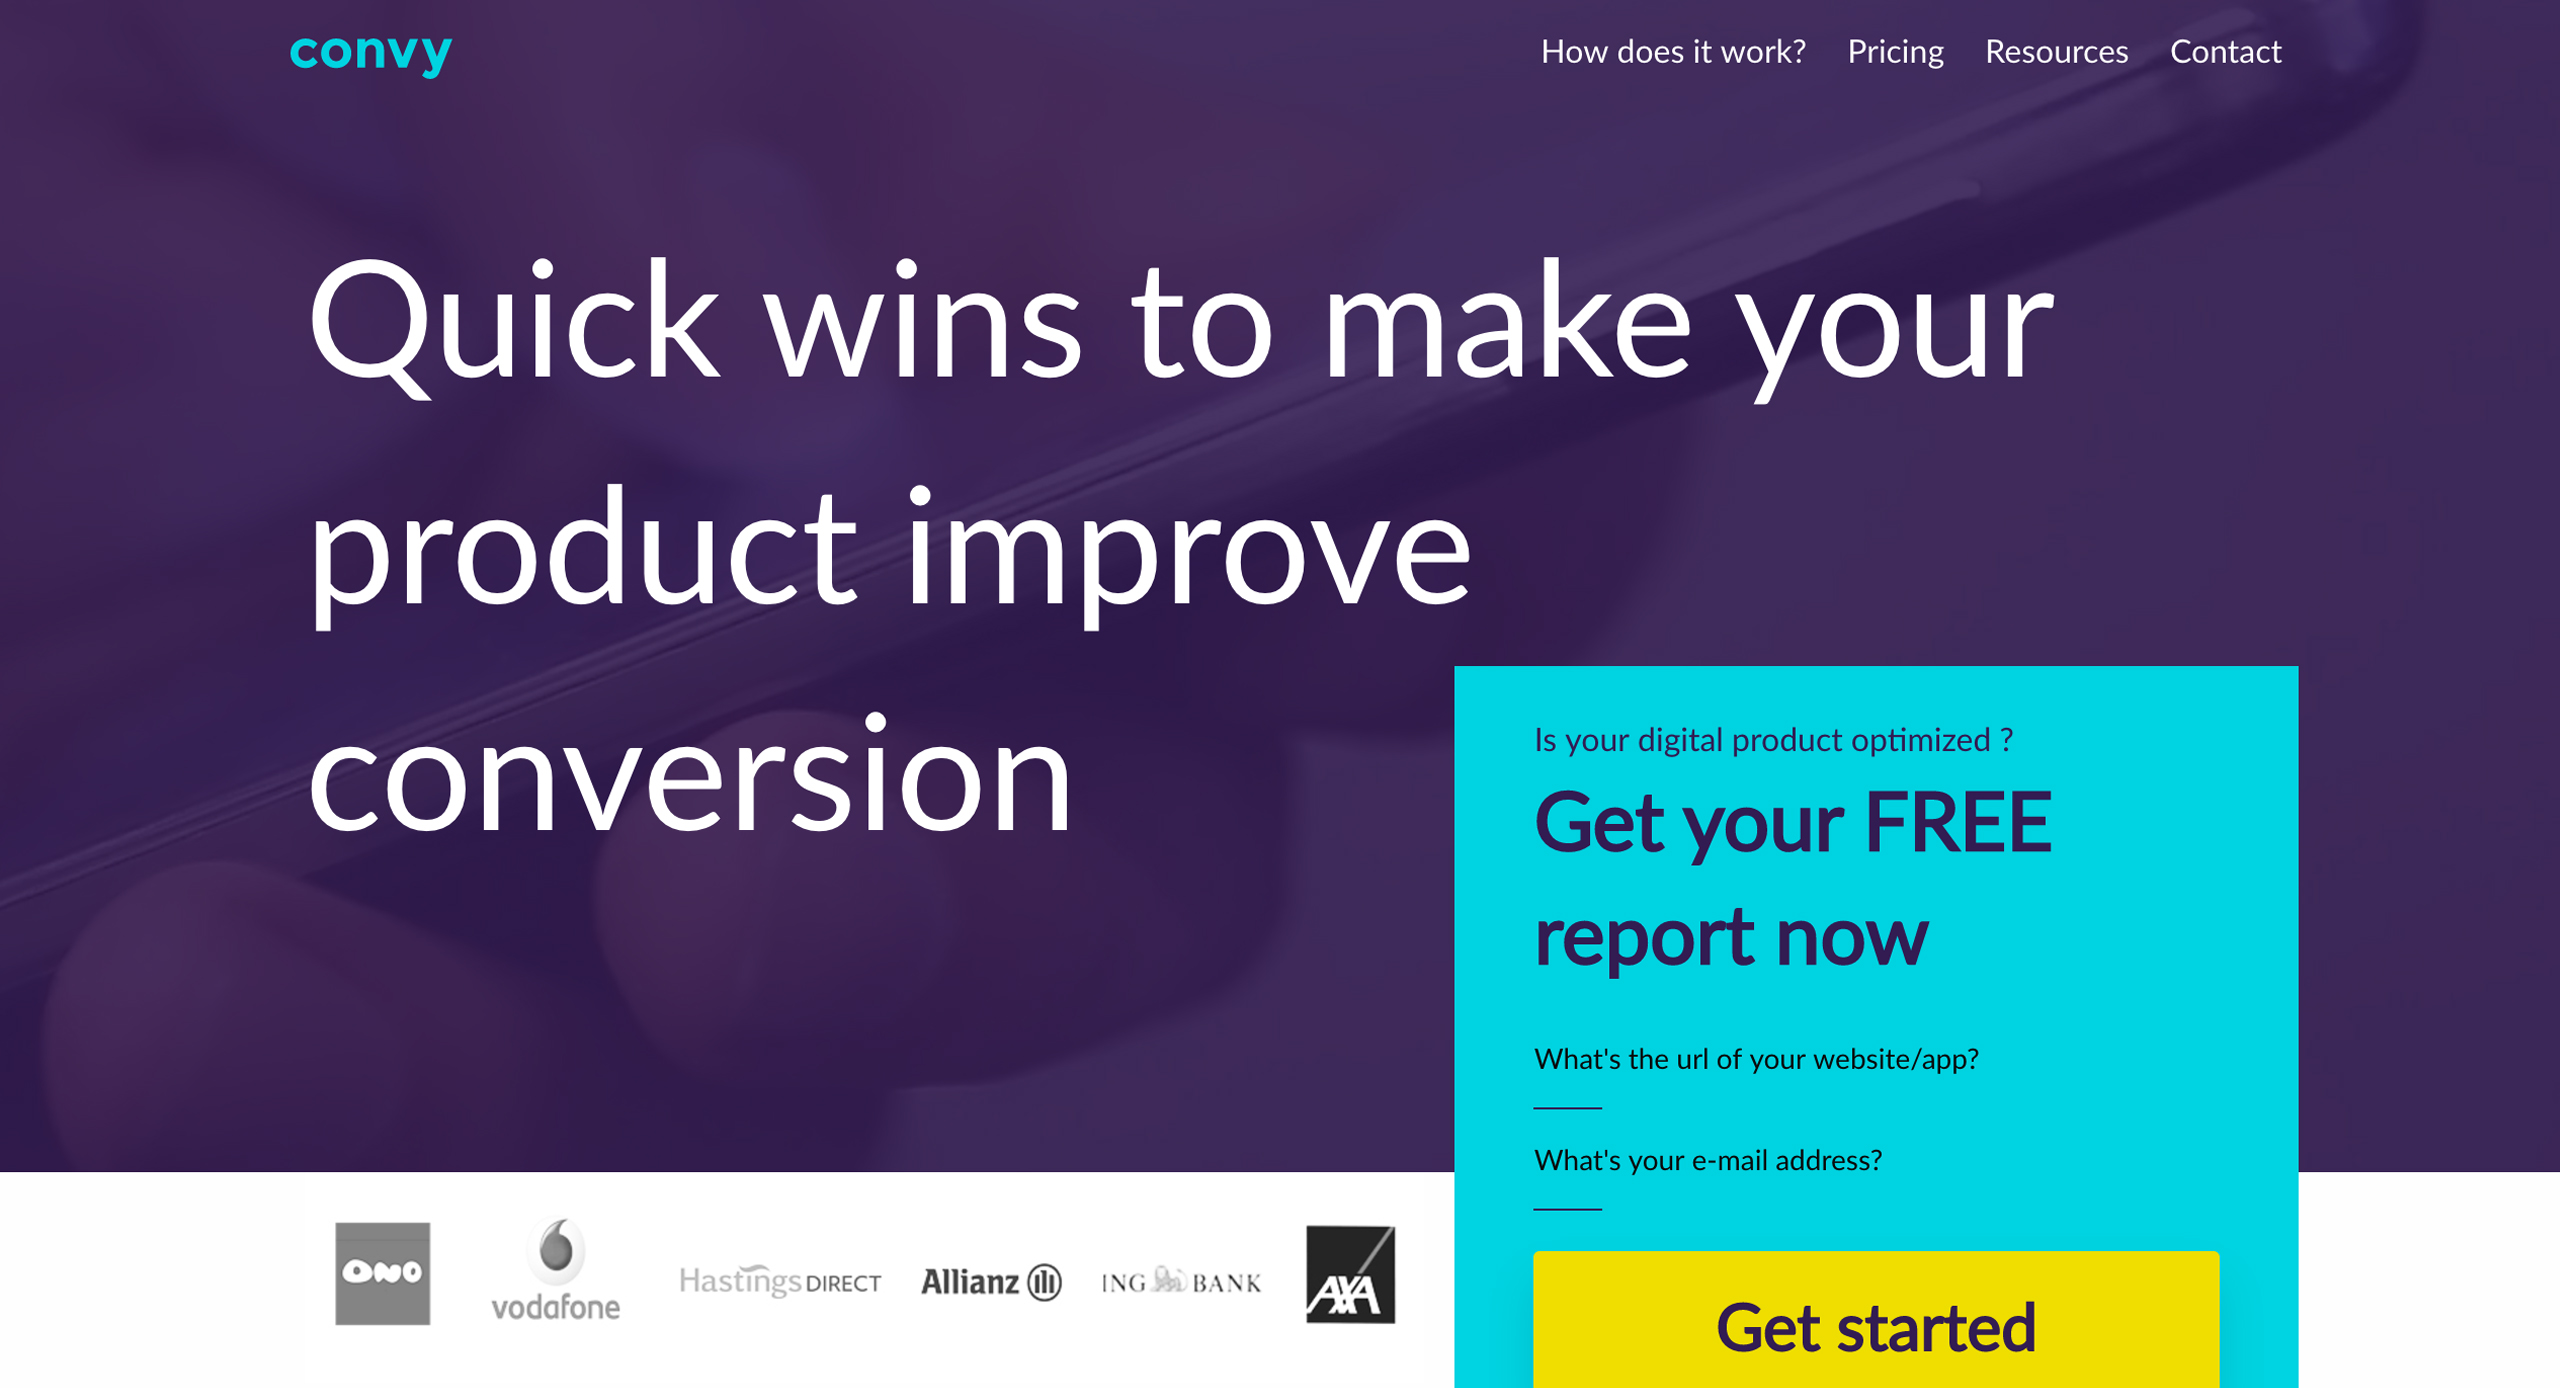 convy
How does it work? Pricing Resources Contact
Quick wins to make your
product improve
conversion
Is your digital product optimized ?
Get your FREE
report now
What's the url of your website/app?
What's your e-mail address?
Get started
ONO
vodafone
Hastings DIRECT
Allianz
ING BANK
AXA